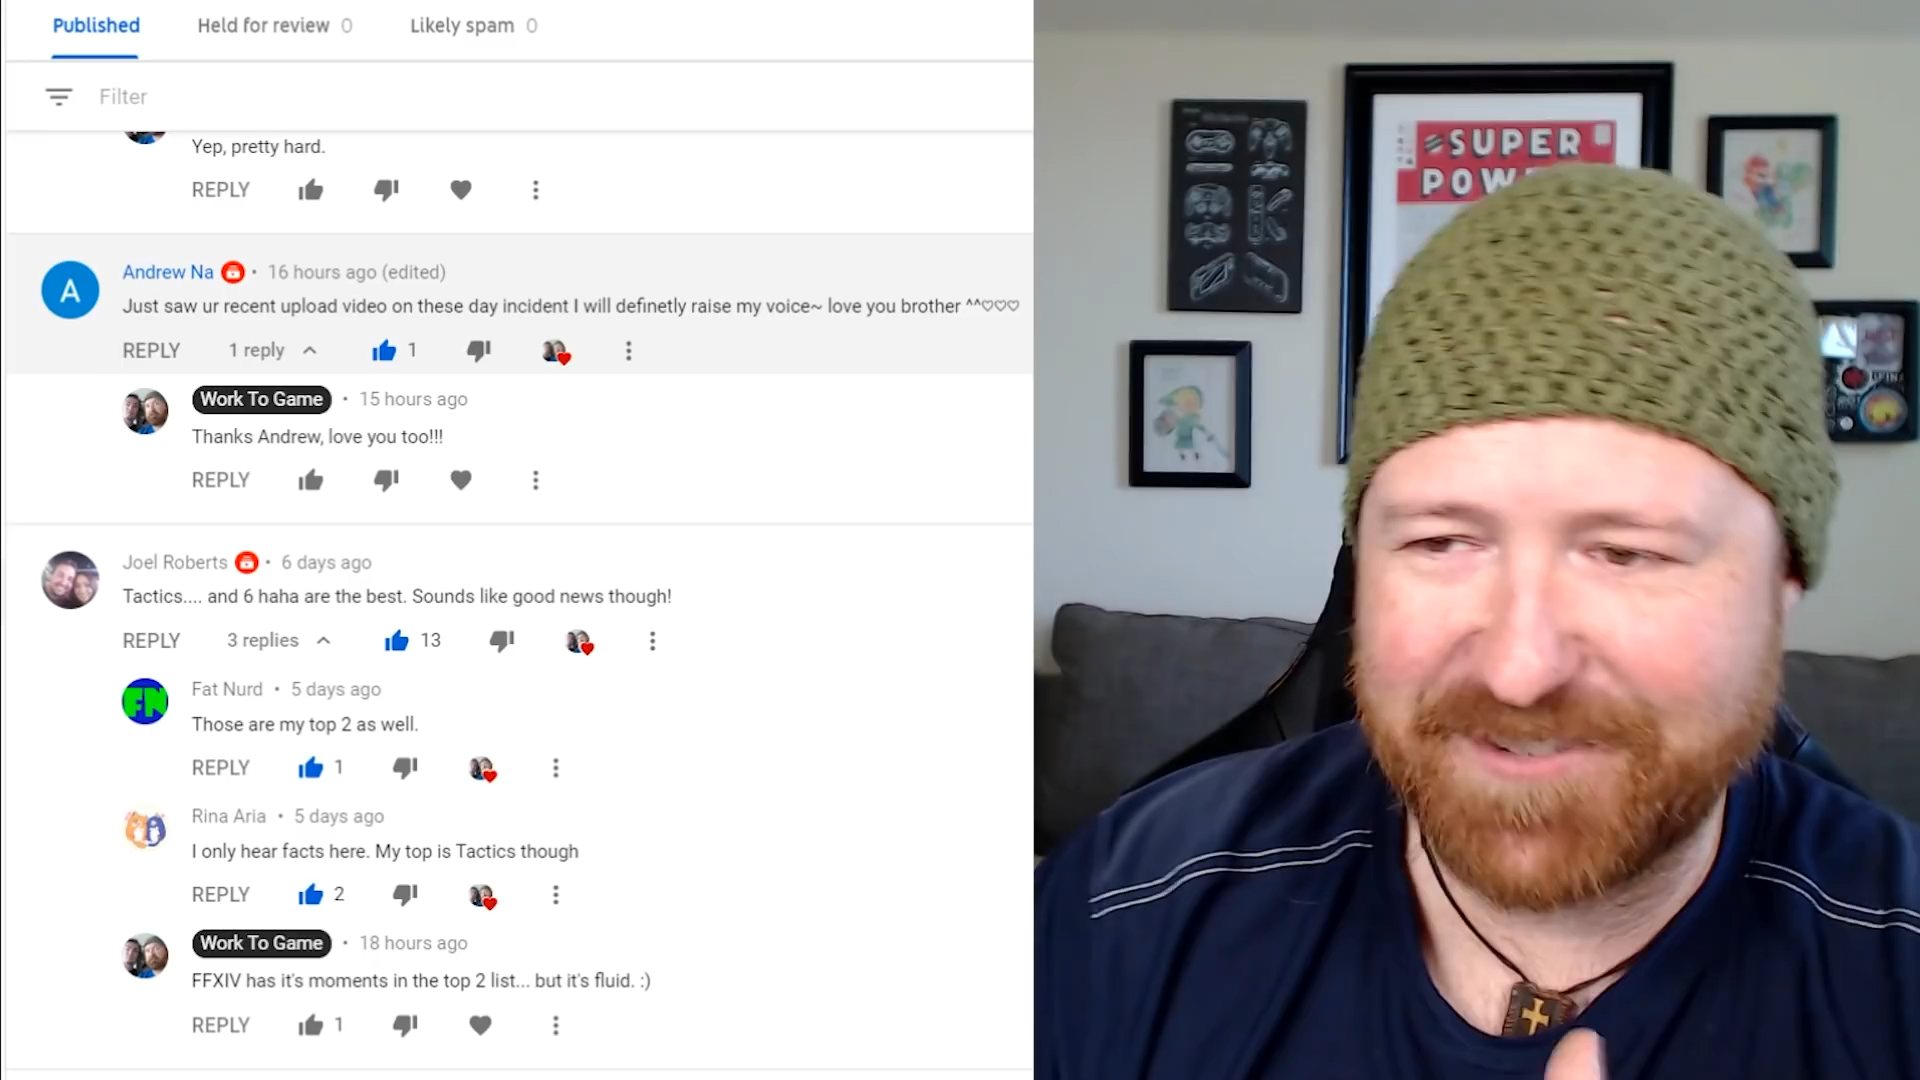 Published Held for review 0 Likely spam 0
Filter
Yep, pretty hard.
REPLY
Andrew Na • 16 hours ago (edited)
Just saw ur recent upload video on these day incident I will definetly raise my voice~ love you brother ^^♡♡♡
REPLY 1 reply 1
Work To Game • 15 hours ago
Thanks Andrew, love you too!!!
REPLY
Joel Roberts • 6 days ago
Tactics.... and 6 haha are the best. Sounds like good news though!
REPLY 3 replies 13
Fat Nurd • 5 days ago
Those are my top 2 as well.
REPLY 1
Rina Aria • 5 days ago
I only hear facts here. My top is Tactics though
REPLY 2
Work To Game • 18 hours ago
FFXIV has it's moments in the top 2 list... but it's fluid. :)
REPLY 1
A
FN
SUPER
POW